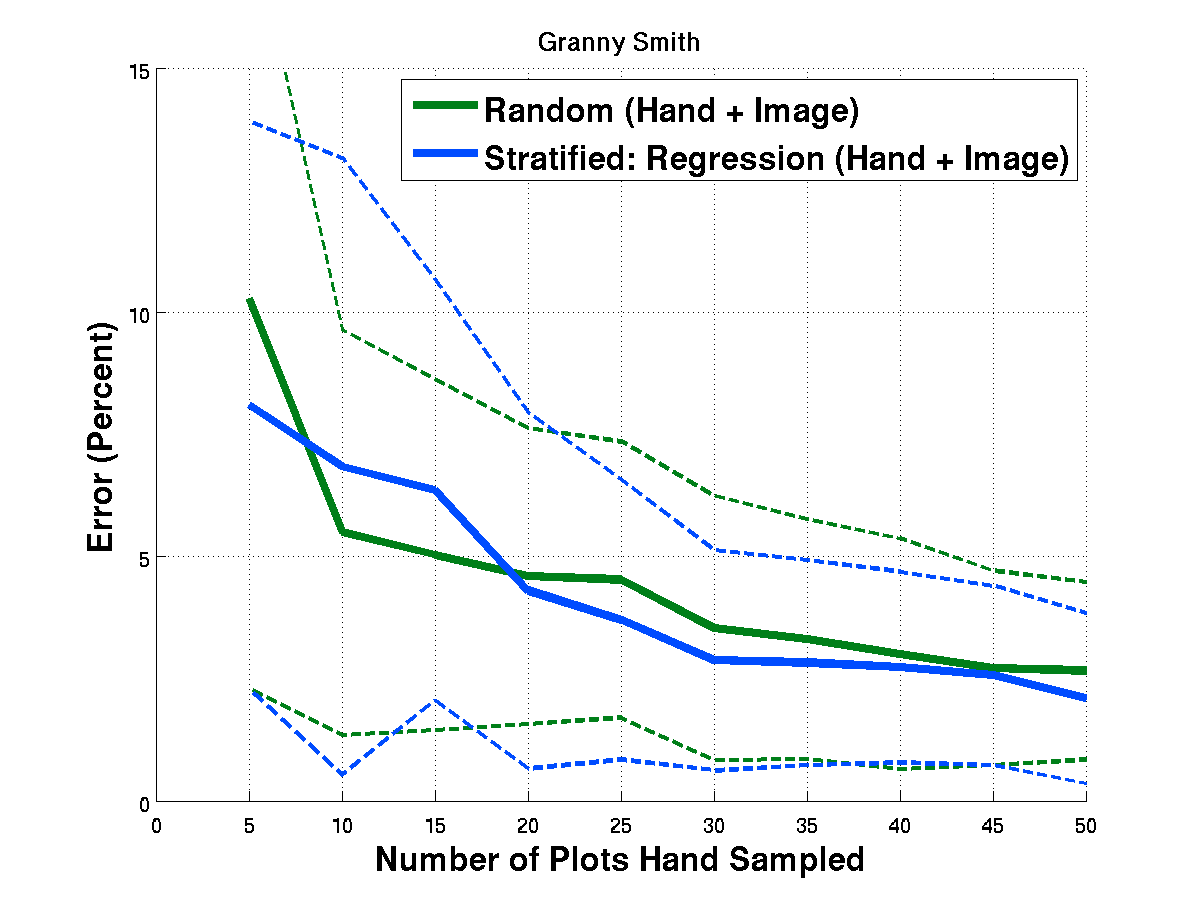 Granny Smith
Random (Hand + Image)
Stratified: Regression (Hand + Image)
15
10
5
0
Error (Percent)
0 5 10 15 20 25 30 35 40 45 50
Number of Plots Hand Sampled